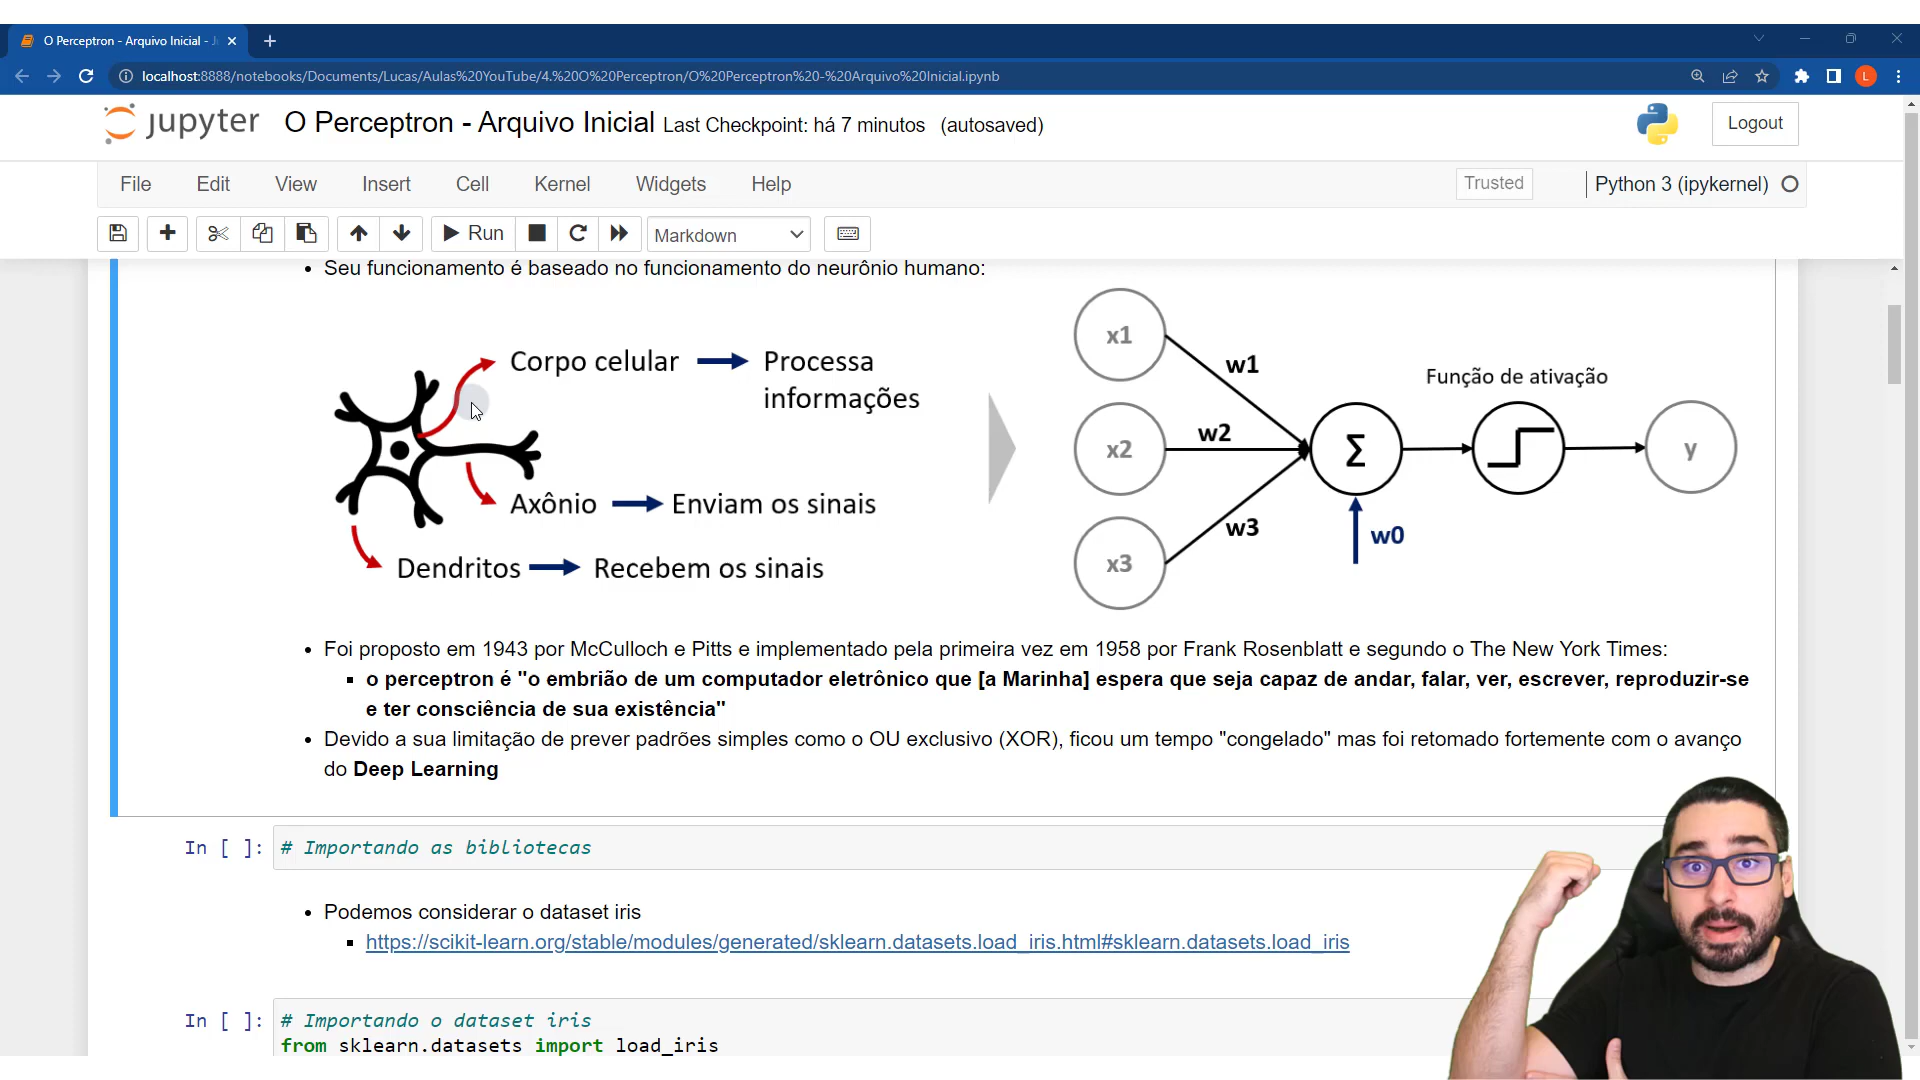 O Perceptron - Arquivo Inicial - J
localhost:8888/notebooks/Documents/Lucas/Aulas%20YouTube/4.%20O%20Perceptron/O%20Perceptron%20-%20Arquivo%20Inicial.ipynb
L
jupyter O Perceptron - Arquivo Inicial Last Checkpoint: há 7 minutos (autosaved)
Logout
File Edit View Insert Cell Kernel Widgets Help
Trusted
Python 3 (ipykernel)
Run
Markdown
Seu funcionamento é baseado no funcionamento do neurônio humano:
Corpo celular
Processa
informações
Axônio
Enviam os sinais
Dendritos
Recebem os sinais
x1
w1
x2
w2
x3
w3
Σ
w0
Função de ativação
y
Foi proposto em 1943 por McCulloch e Pitts e implementado pela primeira vez em 1958 por Frank Rosenblatt e segundo o The New York Times:
o perceptron é "o embrião de um computador eletrônico que [a Marinha] espera que seja capaz de andar, falar, ver, escrever, reproduzir-se
e ter consciência de sua existência"
Devido a sua limitação de prever padrões simples como o OU exclusivo (XOR), ficou um tempo "congelado" mas foi retomado fortemente com o avanço
do Deep Learning
In [ ]: # Importando as bibliotecas
Podemos considerar o dataset iris
https://scikit-learn.org/stable/modules/generated/sklearn.datasets.load_iris.html#sklearn.datasets.load_iris
In [ ]: # Importando o dataset iris
from sklearn.datasets import load_iris